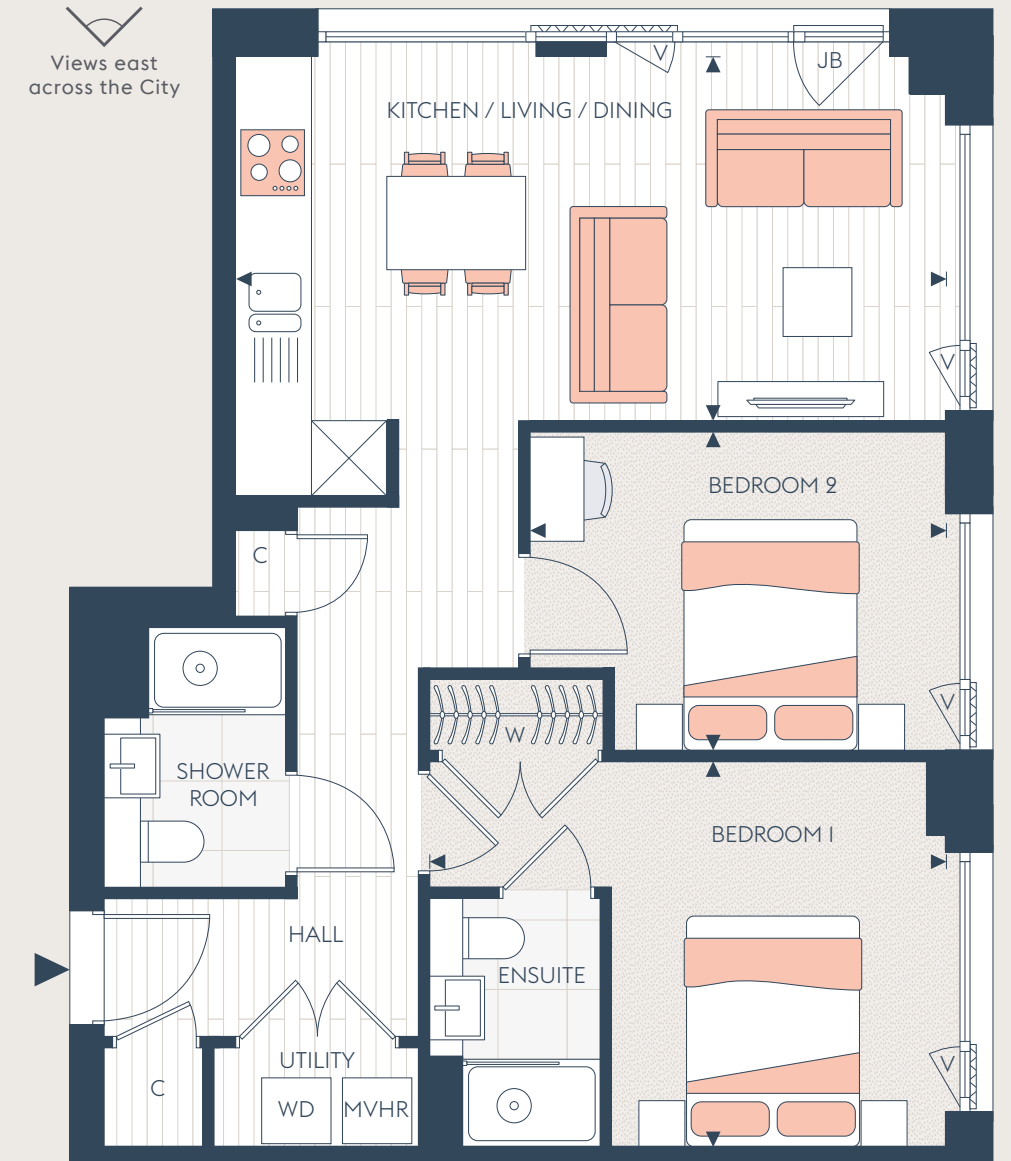 Views east
across the City
V
JB
KITCHEN / LIVING / DINING
V
BEDROOM 2
C
V
W
SHOWER
ROOM
BEDROOM 1
HALL
ENSUITE
UTILITY
V
C
WD
MVHR